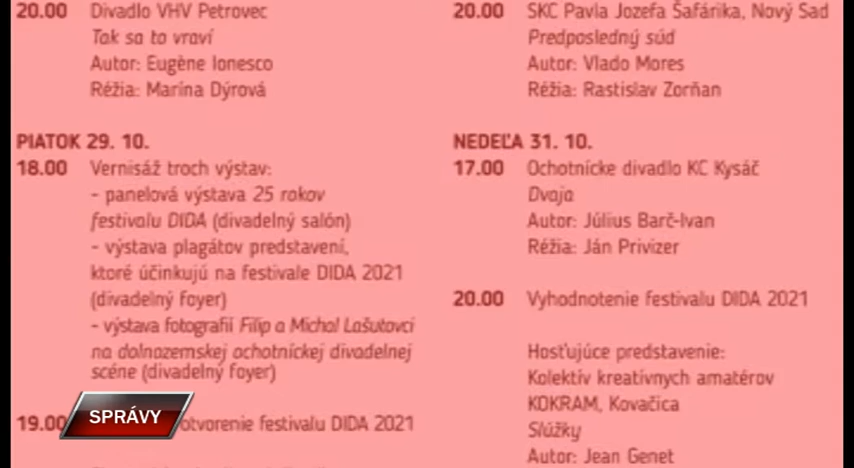 20.00 Divadlo VHV Petrovec
Tak sa to vraví
Autor: Eugène Ionesco
Réžia: Marína Dýrová
PIATOK 29. 10.
18.00 Vernisáž troch výstav:
- panelová výstava 25 rokov
festivalu DIDA (divadelný salón)
- výstava plagátov predstavení,
ktoré účinkujú na festivale DIDA 2021
(divadelný foyer)
- výstava fotografií Filip a Michal Lašutovci
na dolnozemskej ochotníckej divadelnej
scéne (divadelný foyer)
19.00 otvorenie festivalu DIDA 2021
20.00 SKC Pavla Jozefa Šafárika, Nový Sad
Predposledný súd
Autor: Vlado Mores
Réžia: Rastislav Zorňan
NEDEĽA 31. 10.
17.00 Ochotnícke divadlo KC Kysáč
Dvaja
Autor: Július Barč-Ivan
Réžia: Ján Privizer
20.00 Vyhodnotenie festivalu DIDA 2021
Hosťujúce predstavenie:
Kolektív kreatívnych amatérov
KOKRAM, Kovačica
Slúžky
Autor: Jean Genet
SPRÁVY